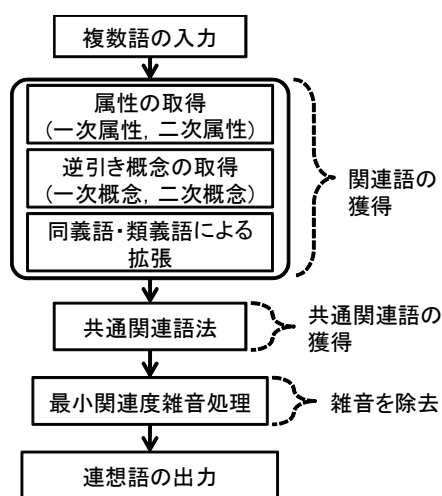 複数語の入力
属性の取得
(一次属性, 二次属性)
逆引き概念の取得
(一次概念, 二次概念)
同義語・類義語による
拡張
関連語の
獲得
共通関連語法
共通関連語の
獲得
最小関連度雑音処理
雑音を除去
連想語の出力